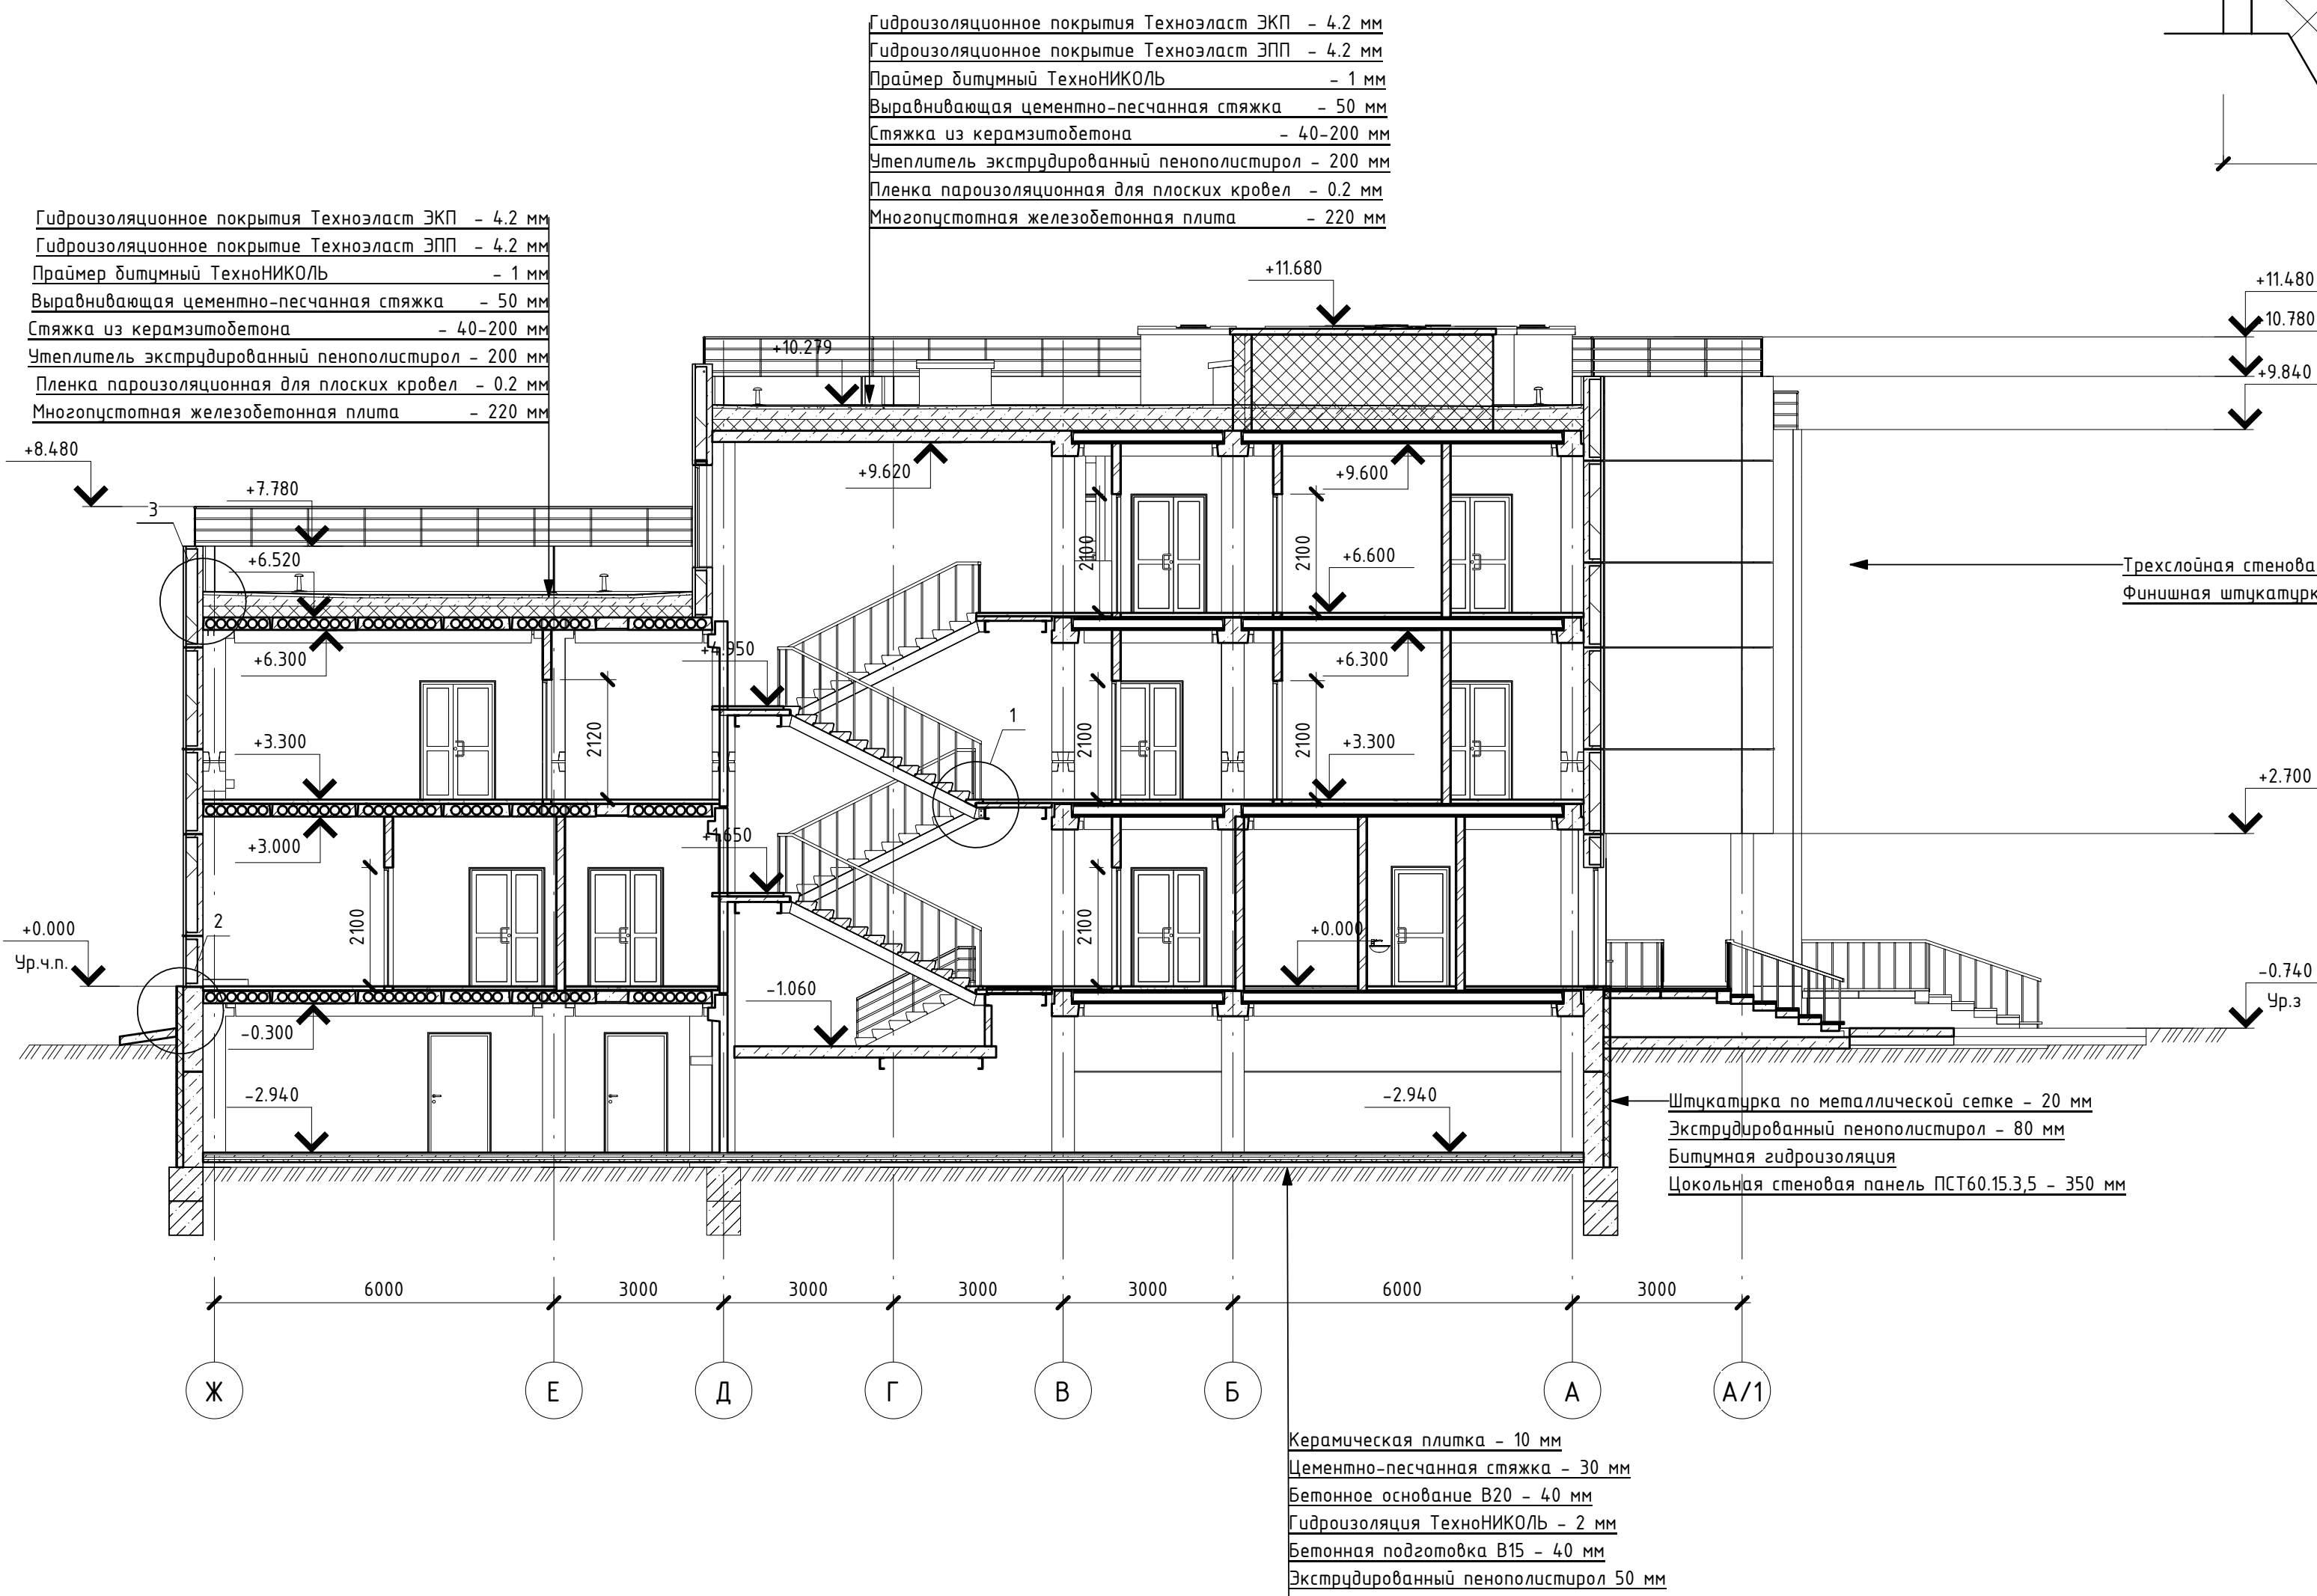 Гидроизоляционное покрытия Техноэласт ЭКП - 4.2 мм
Гидроизоляционное покрытие Техноэласт ЭПП - 4.2 мм
Праймер битумный ТехноНИКОЛЬ - 1 мм
Выравнивающая цементно-песчанная стяжка - 50 мм
Стяжка из керамзитобетона - 40-200 мм
Утеплитель экструдированный пенополистирол - 200 мм
Пленка пароизоляционная для плоских кровел - 0.2 мм
Многопустотная железобетонная плита - 220 мм
Гидроизоляционное покрытия Техноэласт ЭКП - 4.2 мм
Гидроизоляционное покрытие Техноэласт ЭПП - 4.2 мм
Праймер битумный ТехноНИКОЛЬ - 1 мм
Выравнивающая цементно-песчанная стяжка - 50 мм
Стяжка из керамзитобетона - 40-200 мм
Утеплитель экструдированный пенополистирол - 200 мм
Пленка пароизоляционная для плоских кровел - 0.2 мм
Многопустотная железобетонная плита - 220 мм
+11.680
+11.480
+10.780
+10.279
+9.840
+8.480
+9.620
+9.600
+7.780
3
+6.520
2100
2100
+6.600
Трехслойная стенова
Финишная штукатурк
+6.300
+4.950
+6.300
2120
1
2100
2100
+3.300
+3.300
+2.700
+3.000
+1.650
2100
2100
2
+0.000
Ур.ч.п.
+0.000
-0.740
Ур.з
-1.060
-0.300
-2.940
-2.940
Штукатурка по металлической сетке - 20 мм
Экструдированный пенополистирол - 80 мм
Битумная гидроизоляция
Цокольная стеновая панель ПСТ60.15.3,5 - 350 мм
6000 3000 3000 3000 3000 6000 3000
Ж Е Д Г В Б А А/1
Керамическая плитка - 10 мм
Цементно-песчанная стяжка - 30 мм
Бетонное основание В20 - 40 мм
Гидроизоляция ТехноНИКОЛЬ - 2 мм
Бетонная подготовка В15 - 40 мм
Экструдированный пенополистирол 50 мм